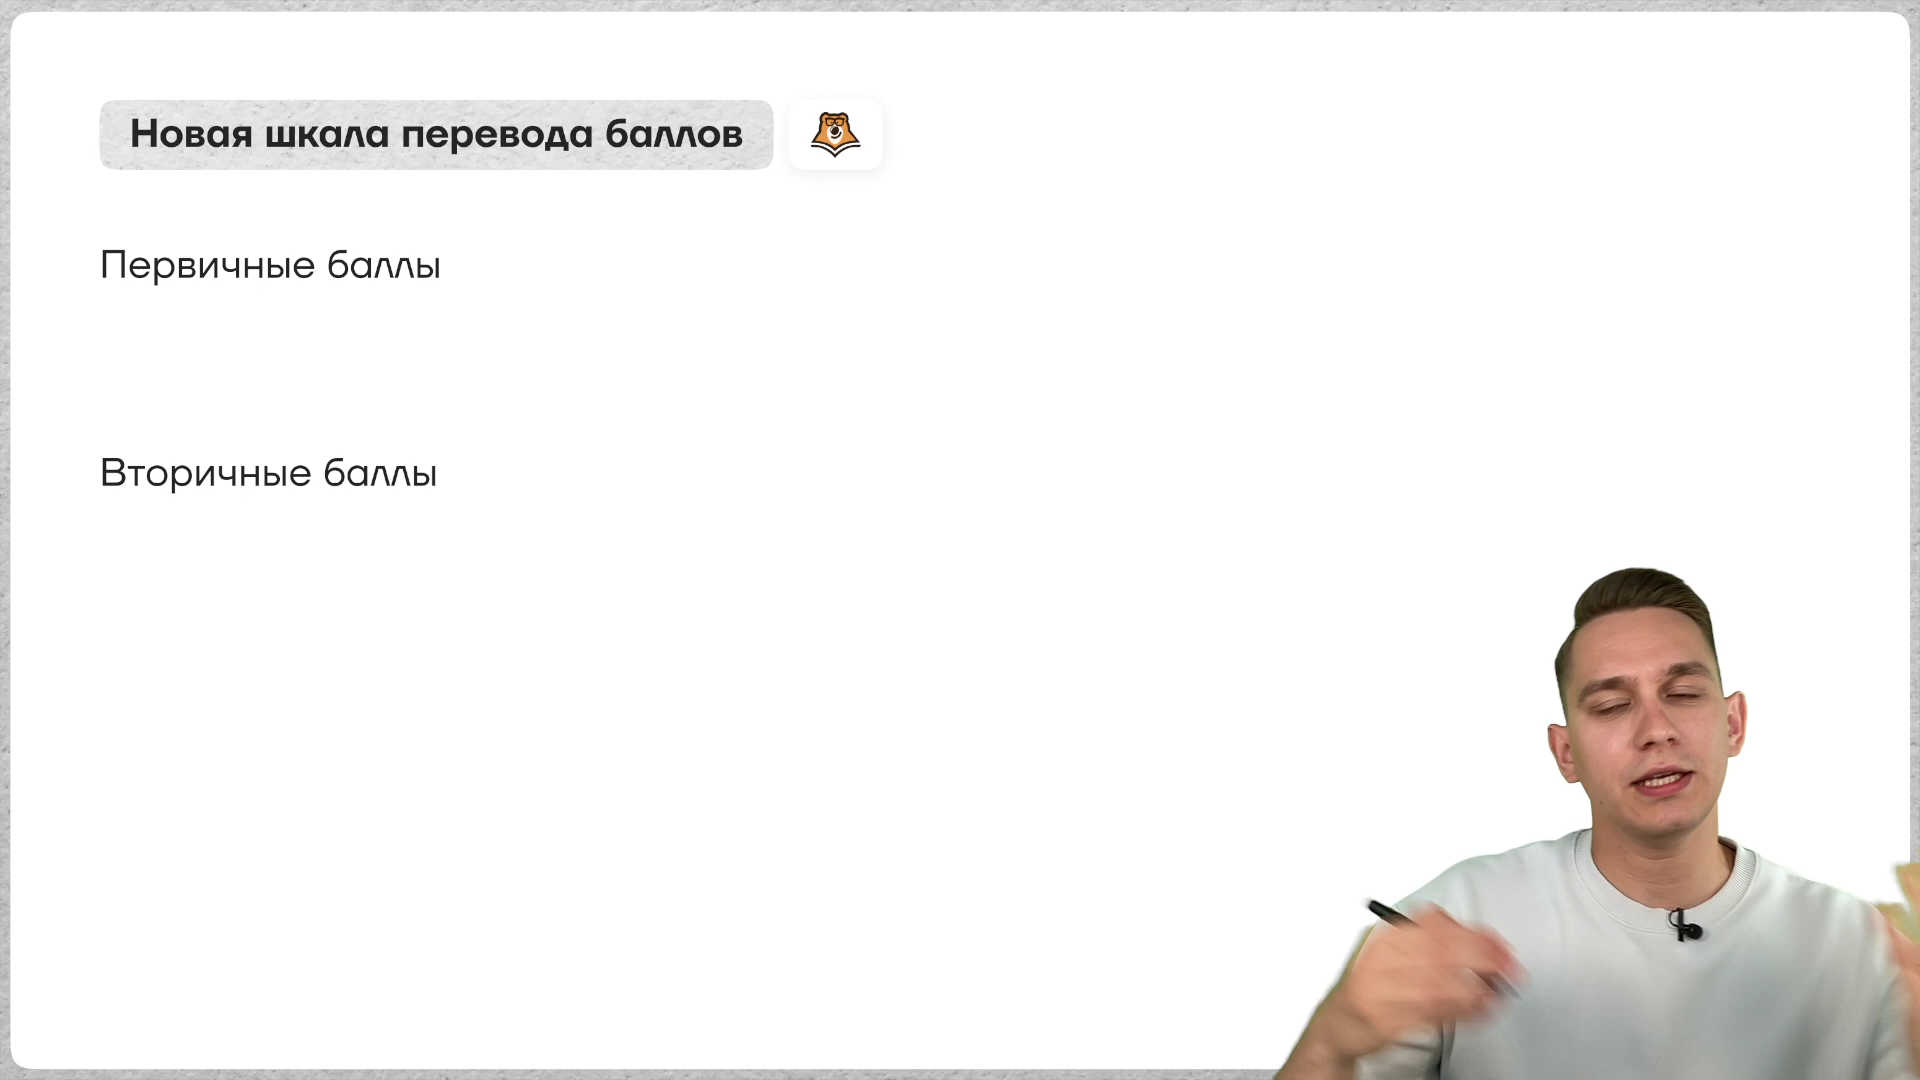 Новая шкала перевода баллов
Первичные баллы
Вторичные баллы